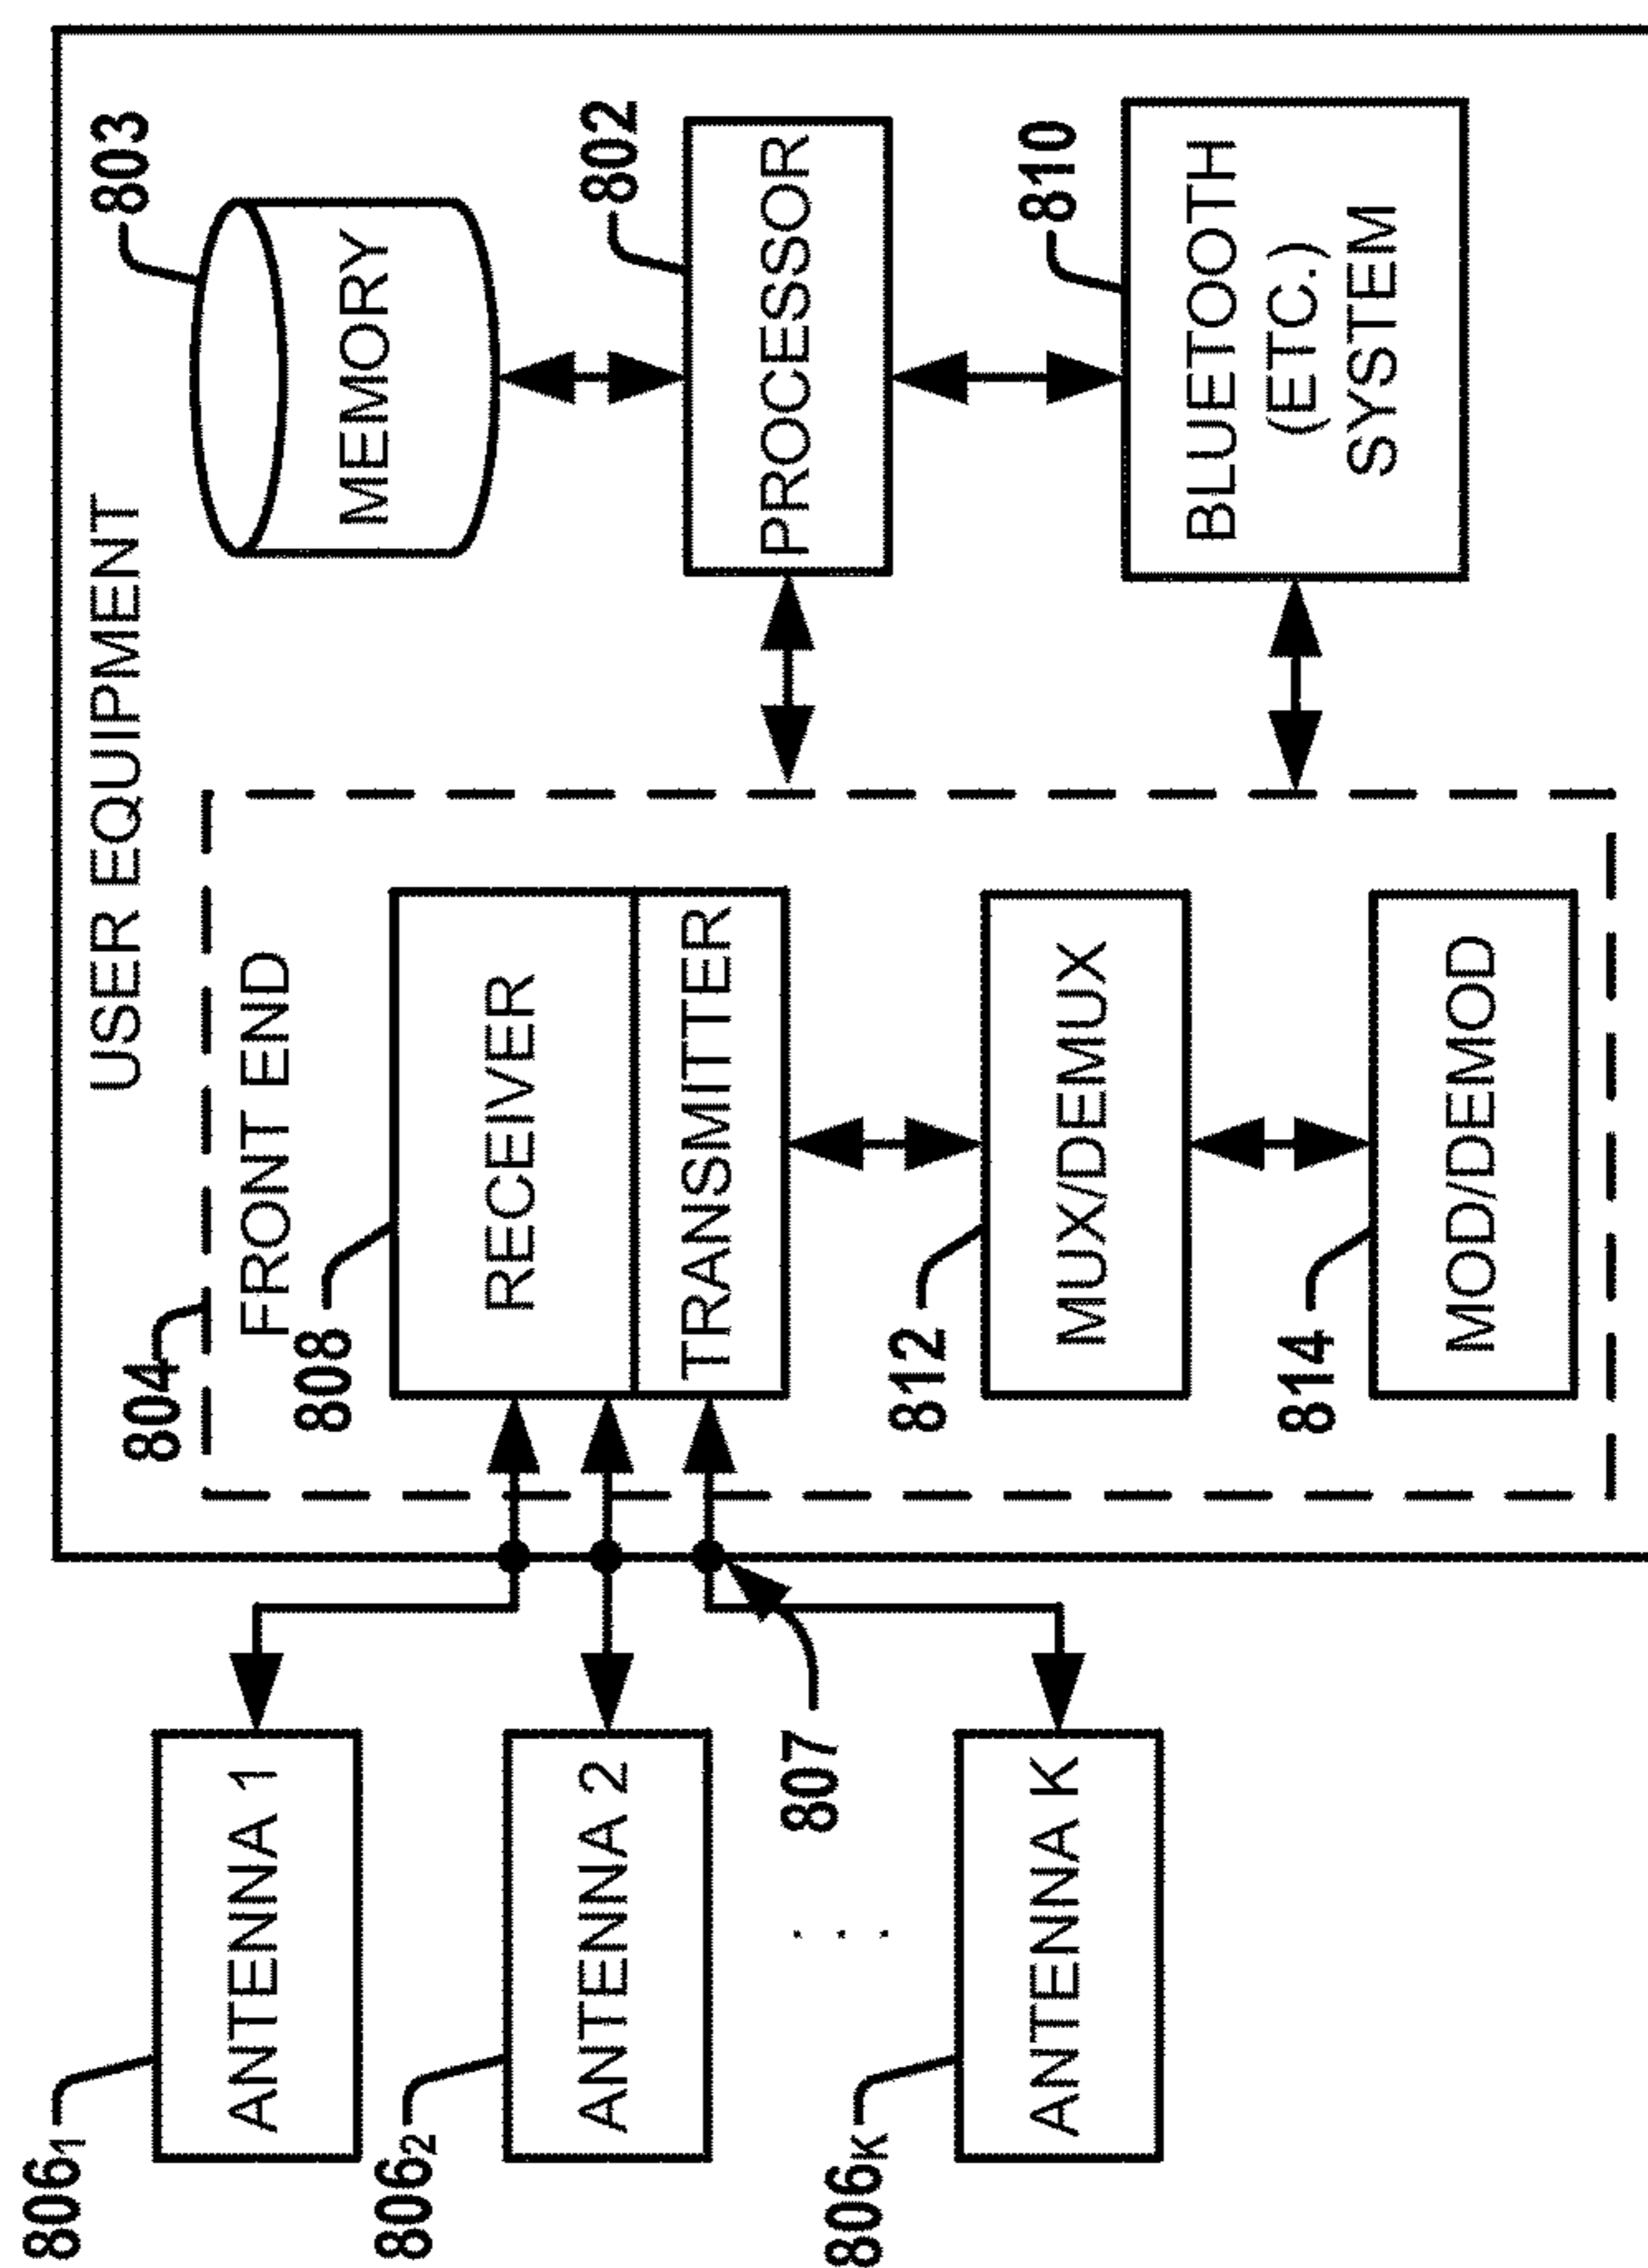 USER EQUIPMENT
804
FRONT END
803
MEMORY
806₁
ANTENNA 1
808
RECEIVER
TRANSMITTER
802
PROCESSOR
806₂
ANTENNA 2
807
. . .
812
MUX/DEMUX
810
BLUETOOTH
(ETC.)
SYSTEM
806K
ANTENNA K
814
MOD/DEMOD